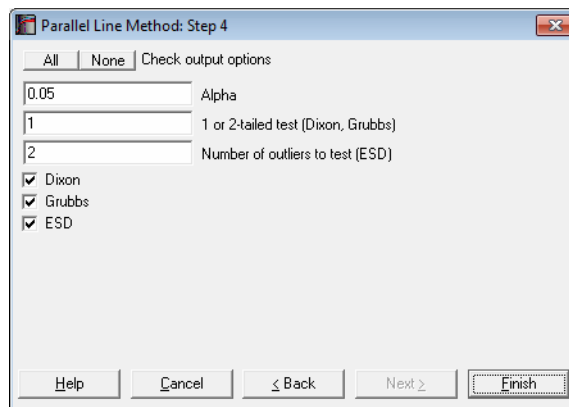 Parallel Line Method: Step 4
All None Check output options
0.05 Alpha
1 1 or 2-tailed test (Dixon, Grubbs)
2 Number of outliers to test (ESD)
Dixon
Grubbs
ESD
Help Cancel < Back Next > Finish